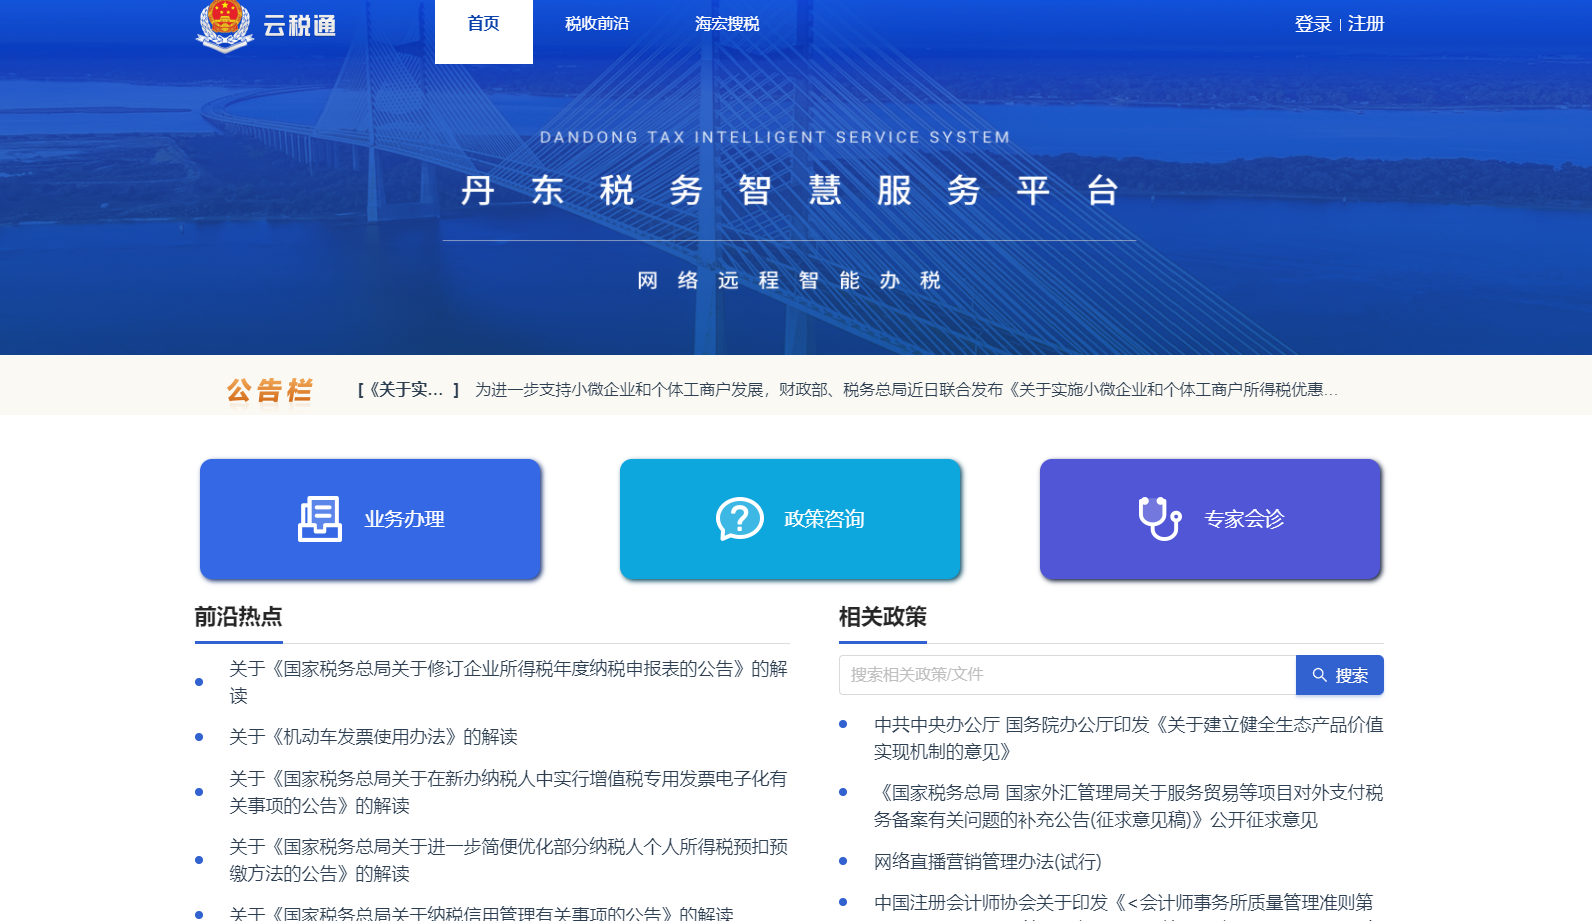 云税通
首页
税收前沿
海宏搜税
登录
注册
DANDONG TAX INTELLIGENT SERVICE SYSTEM
丹东税务智慧服务平台
网络远程智能办税
公告栏
[《关于实... ] 为进一步支持小微企业和个体工商户发展，财政部、税务总局近日联合发布《关于实施小微企业和个体工商户所得税优惠...
业务办理
政策咨询
专家会诊
前沿热点
关于《国家税务总局关于修订企业所得税年度纳税申报表的公告》的解
读
关于《机动车发票使用办法》的解读
关于《国家税务总局关于在新办纳税人中实行增值税专用发票电子化有
关事项的公告》的解读
关于《国家税务总局关于进一步简便优化部分纳税人个人所得税预扣预
缴方法的公告》的解读
关于《国家税务总局关于纳税信用管理有关事项的公告》的解读
相关政策
搜索相关政策/文件
搜索
中共中央办公厅 国务院办公厅印发《关于建立健全生态产品价值
实现机制的意见》
《国家税务总局 国家外汇管理局关于服务贸易等项目对外支付税
务备案有关问题的补充公告(征求意见稿)》公开征求意见
网络直播营销管理办法(试行)
中国注册会计师协会关于印发《<会计师事务所质量管理准则第